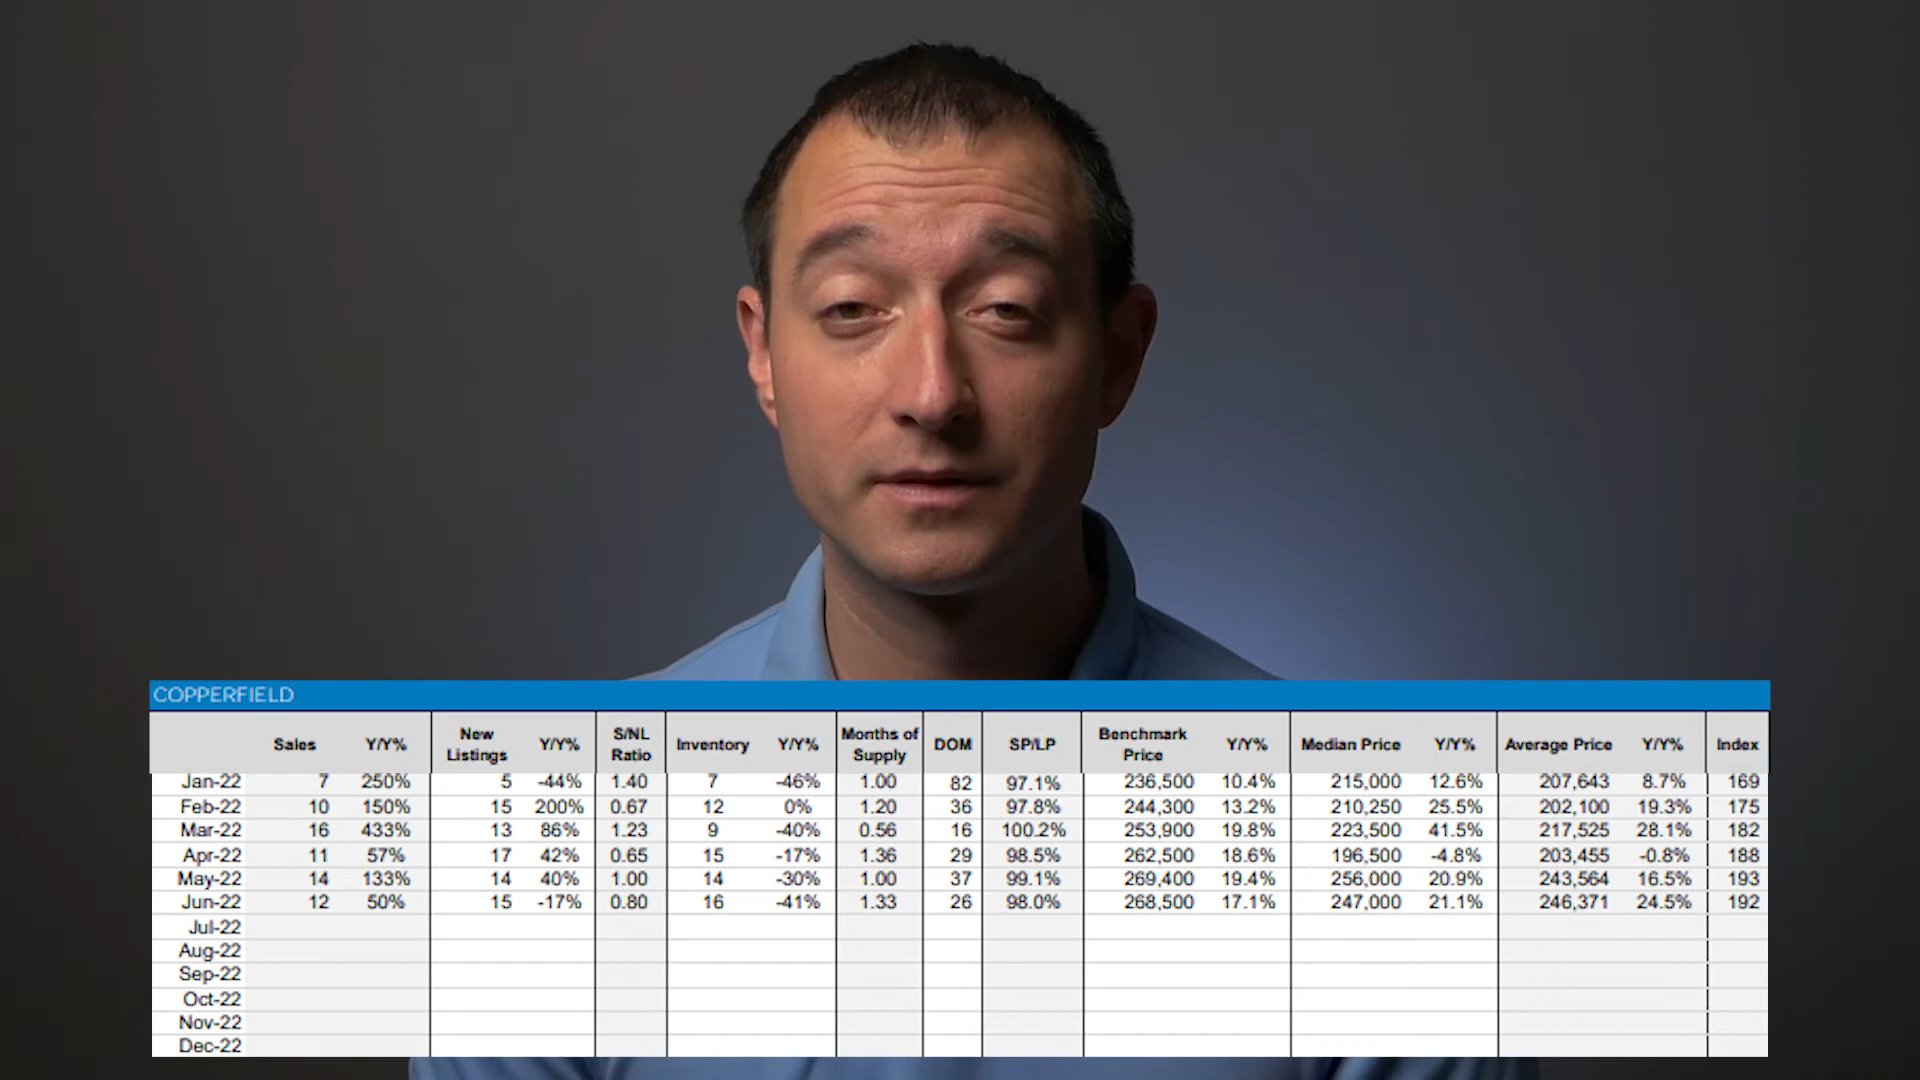 COPPERFIELD
Sales Y/Y% New Listings Y/Y% S/NL Ratio Inventory Y/Y% Months of Supply DOM SP/LP Benchmark Price Y/Y% Median Price Y/Y% Average Price Y/Y% Index
Jan-22 7 250% 5 -44% 1.40 7 -46% 1.00 82 97.1% 236,500 10.4% 215,000 12.6% 207,643 8.7% 169
Feb-22 10 150% 15 200% 0.67 12 0% 1.20 36 97.8% 244,300 13.2% 210,250 25.5% 202,100 19.3% 175
Mar-22 16 433% 13 86% 1.23 9 -40% 0.56 16 100.2% 253,900 19.8% 223,500 41.5% 217,525 28.1% 182
Apr-22 11 57% 17 42% 0.65 15 -17% 1.36 29 98.5% 262,500 18.6% 196,500 -4.8% 203,455 -0.8% 188
May-22 14 133% 14 40% 1.00 14 -30% 1.00 37 99.1% 269,400 19.4% 256,000 20.9% 243,564 16.5% 193
Jun-22 12 50% 15 -17% 0.80 16 -41% 1.33 26 98.0% 268,500 17.1% 247,000 21.1% 246,371 24.5% 192
Jul-22
Aug-22
Sep-22
Oct-22
Nov-22
Dec-22